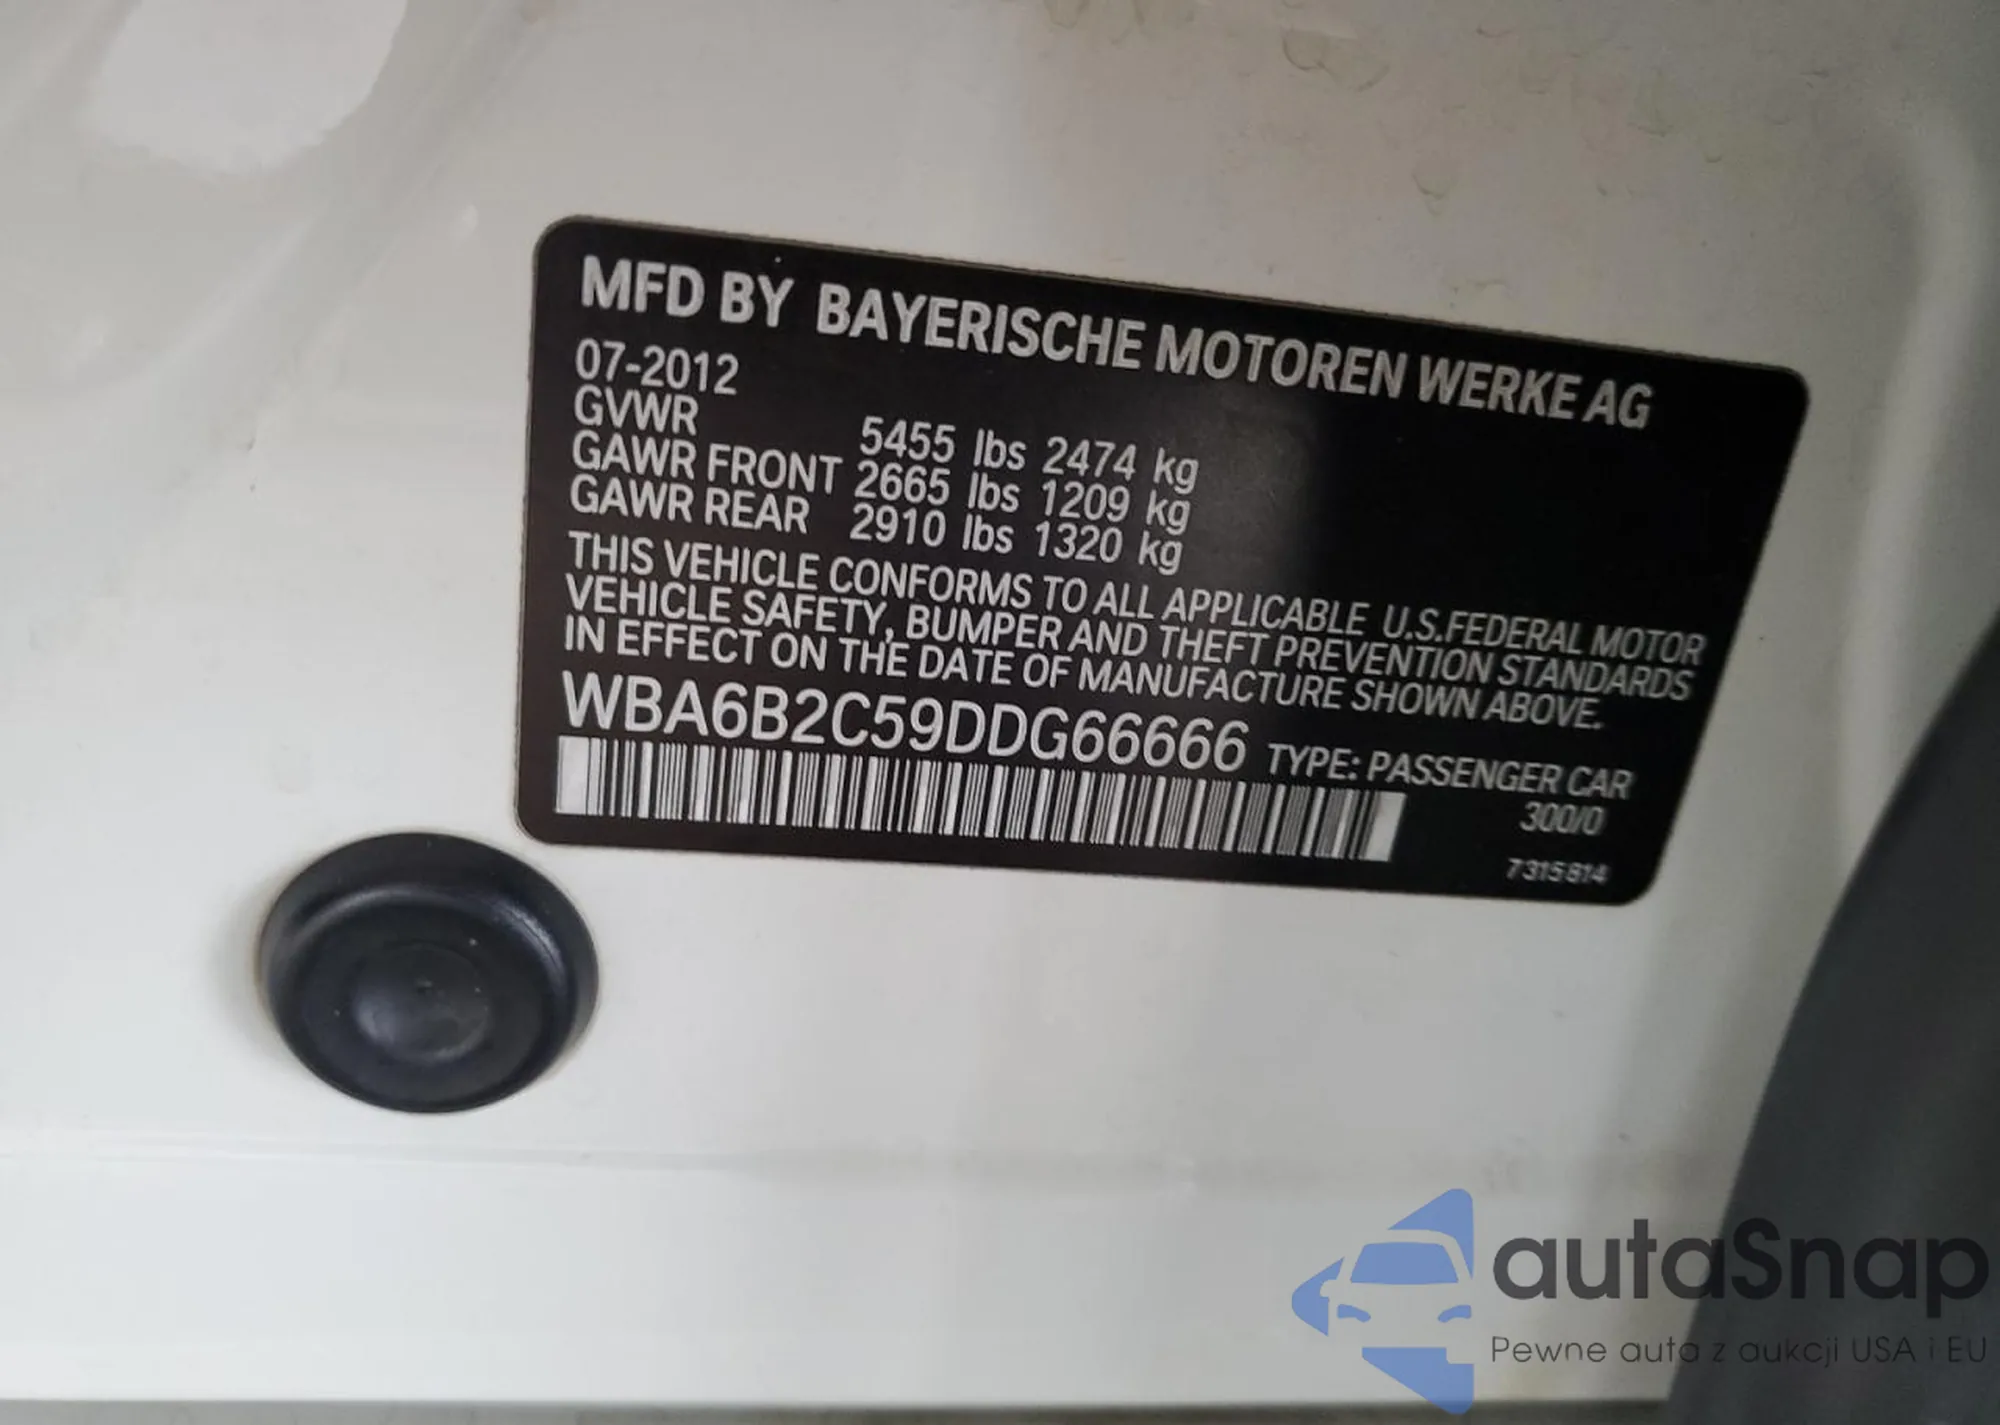 MFD BY BAYERISCHE MOTOREN WERKE AG
07-2012
GVWR 5455 lbs 2474 kg
GAWR FRONT 2665 lbs 1209 kg
GAWR REAR 2910 lbs 1320 kg
THIS VEHICLE CONFORMS TO ALL APPLICABLE U.S.FEDERAL MOTOR
VEHICLE SAFETY, BUMPER AND THEFT PREVENTION STANDARDS
IN EFFECT ON THE DATE OF MANUFACTURE SHOWN ABOVE.
WBA6B2C59DDG66666 TYPE: PASSENGER CAR
300/0
7315814
autaSnap
Pewne auta z aukcji USA i EU